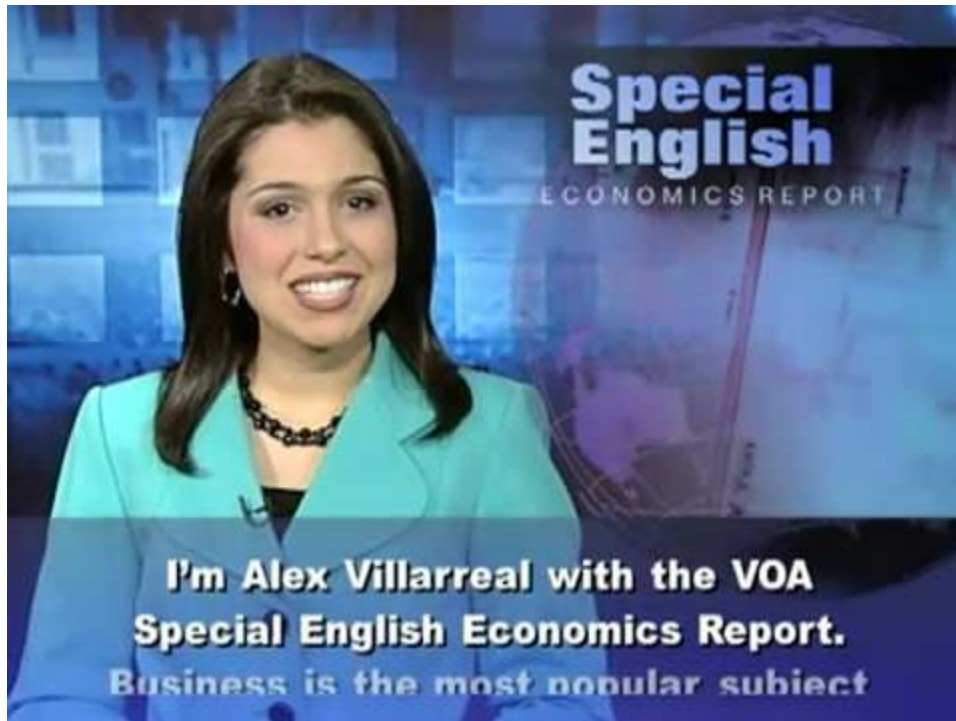 Special
English
ECONOMICS REPORT
I'm Alex Villarreal with the VOA
Special English Economics Report.
Business is the most popular subject